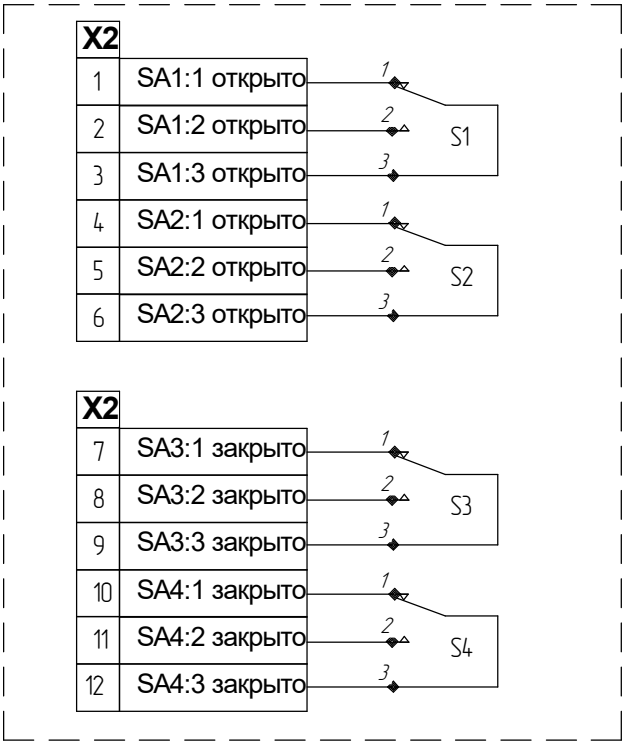 X2
1 SA1:1 открыто 1
2 SA1:2 открыто 2 S1
3 SA1:3 открыто 3
4 SA2:1 открыто 1
5 SA2:2 открыто 2 S2
6 SA2:3 открыто 3
X2
7 SA3:1 закрыто 1
8 SA3:2 закрыто 2 S3
9 SA3:3 закрыто 3
10 SA4:1 закрыто 1
11 SA4:2 закрыто 2 S4
12 SA4:3 закрыто 3